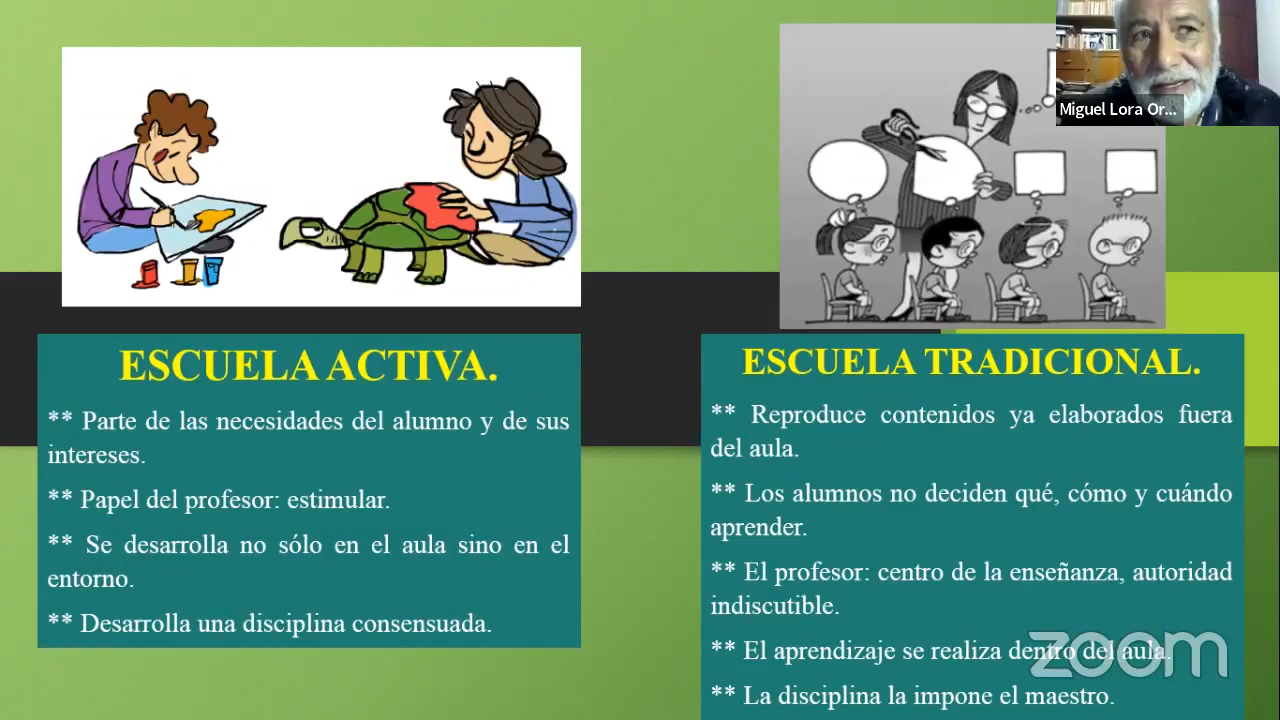 Miguel Lora Or...
ESCUELA ACTIVA.
** Parte de las necesidades del alumno y de sus
intereses.
** Papel del profesor: estimular.
** Se desarrolla no sólo en el aula sino en el
entorno.
** Desarrolla una disciplina consensuada.
ESCUELA TRADICIONAL.
** Reproduce contenidos ya elaborados fuera
del aula.
** Los alumnos no deciden qué, cómo y cuándo
aprender.
** El profesor: centro de la enseñanza, autoridad
indiscutible.
** El aprendizaje se realiza dentro del aula.
** La disciplina la impone el maestro.
zoom